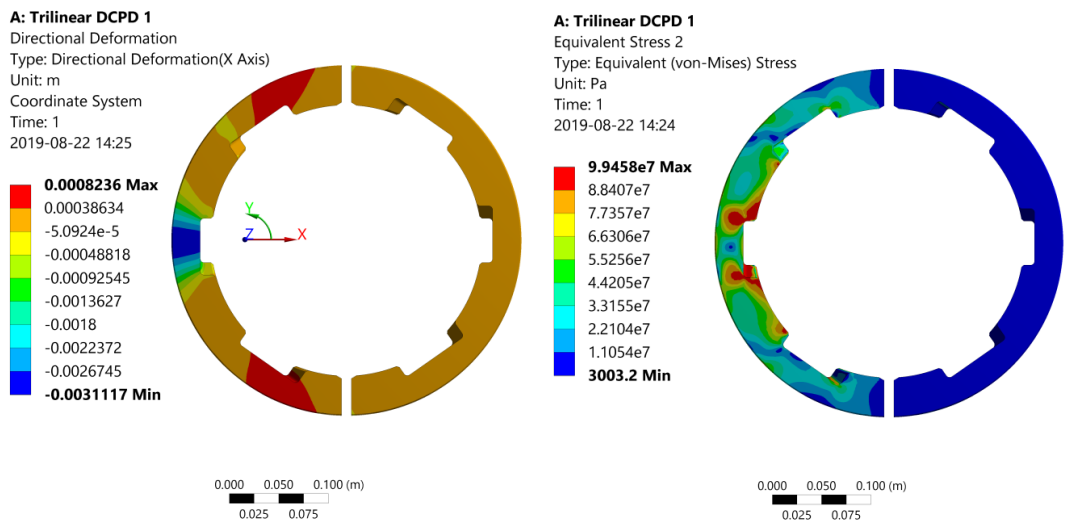 A: Trilinear DCPD 1
Directional Deformation
Type: Directional Deformation(X Axis)
Unit: m
Coordinate System
Time: 1
2019-08-22 14:25
0.0008236 Max
0.00038634
-5.0924e-5
-0.00048818
-0.00092545
-0.0013627
-0.0018
-0.0022372
-0.0026745
-0.0031117 Min
Y
Z
X
0.000 0.050 0.100 (m)
0.025 0.075
A: Trilinear DCPD 1
Equivalent Stress 2
Type: Equivalent (von-Mises) Stress
Unit: Pa
Time: 1
2019-08-22 14:24
9.9458e7 Max
8.8407e7
7.7357e7
6.6306e7
5.5256e7
4.4205e7
3.3155e7
2.2104e7
1.1054e7
3003.2 Min
0.000 0.050 0.100 (m)
0.025 0.075